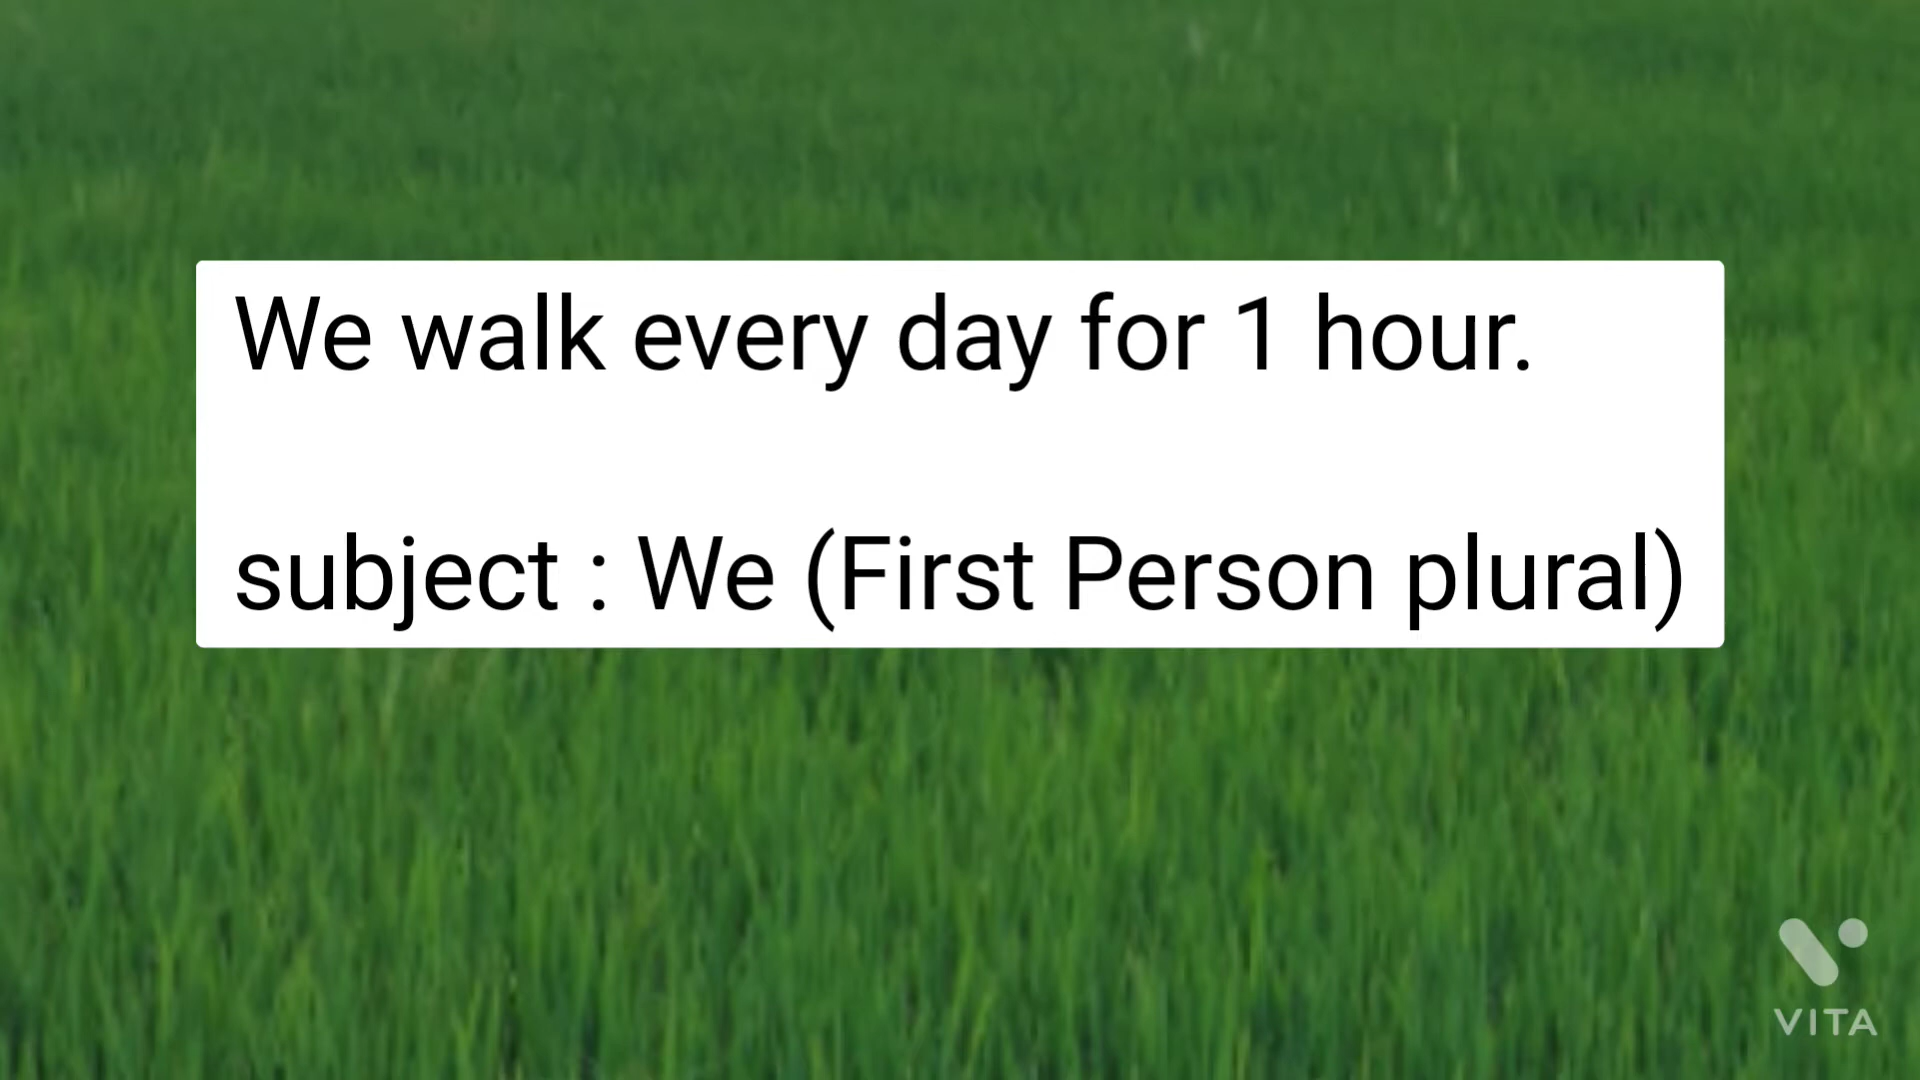 We walk every day for 1 hour.
subject : We (First Person plural)
VITA